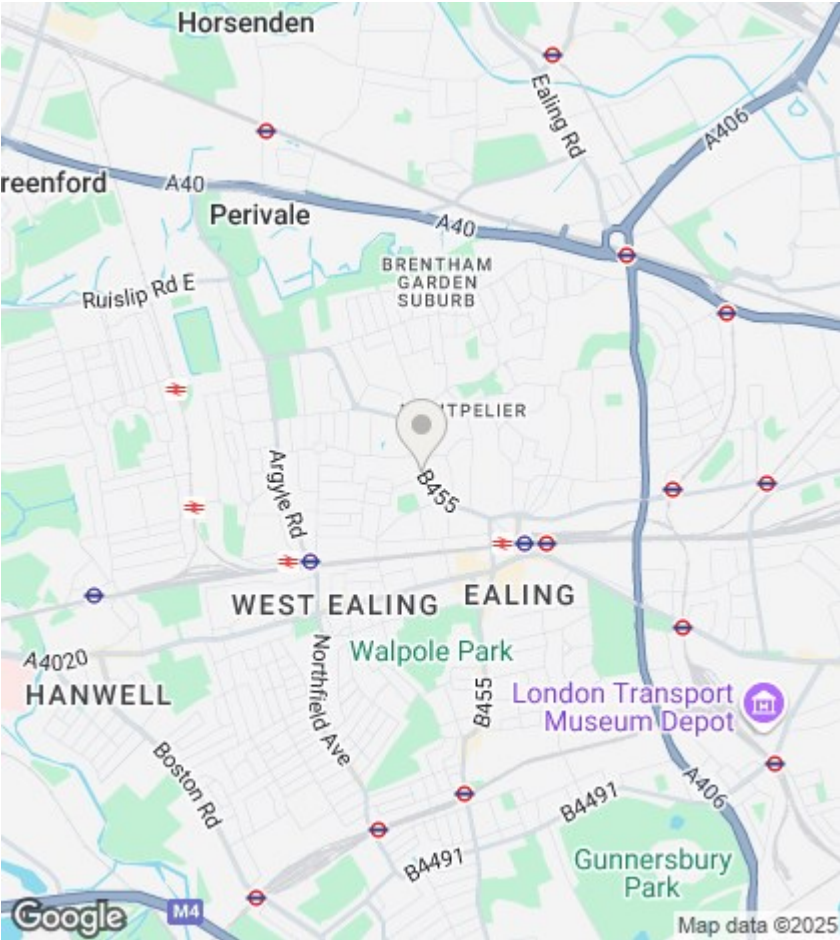 Horsenden
Ealing Rd
A406
reenford
A40
Perivale
A40
BRENTHAM
GARDEN
SUBURB
Ruislip Rd E
TPELIER
Argyle Rd
B455
WEST EALING
EALING
Walpole Park
A4020
HANWELL
Northfield Ave
B455
London Transport
Museum Depot
Boston Rd
A406
B4491
B4491
Gunnersbury
Park
M4
Google
Map data ©2025